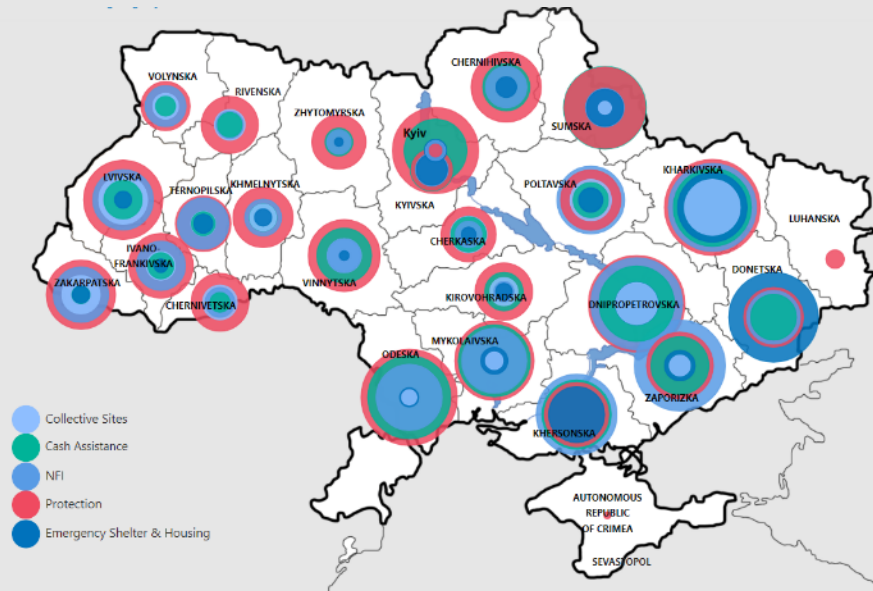 CHERNIHIVSKA
VOLYNSKA
RIVENSKA
ZHYTOMYRSKA
Kyiv
SUMSKA
LVIVSKA
TERNOPILSKA
KHMELNYTSKA
KYIVSKA
POLTAVSKA
KHARKIVSKA
LUHANSKA
IVANO-
FRANKIVSKA
CHERKASKA
ZAKARPATSKA
CHERNIVETSKA
VINNYTSKA
KIROVOHRADSKA
DNIPROPETROVSKA
DONETSKA
ODESKA
MYKOLAIVSKA
ZAPORIZKA
KHERSONSKA
Collective Sites
Cash Assistance
NFI
Protection
Emergency Shelter & Housing
AUTONOMOUS
REPUBLIC
OF CRIMEA
SEVASTOPOL